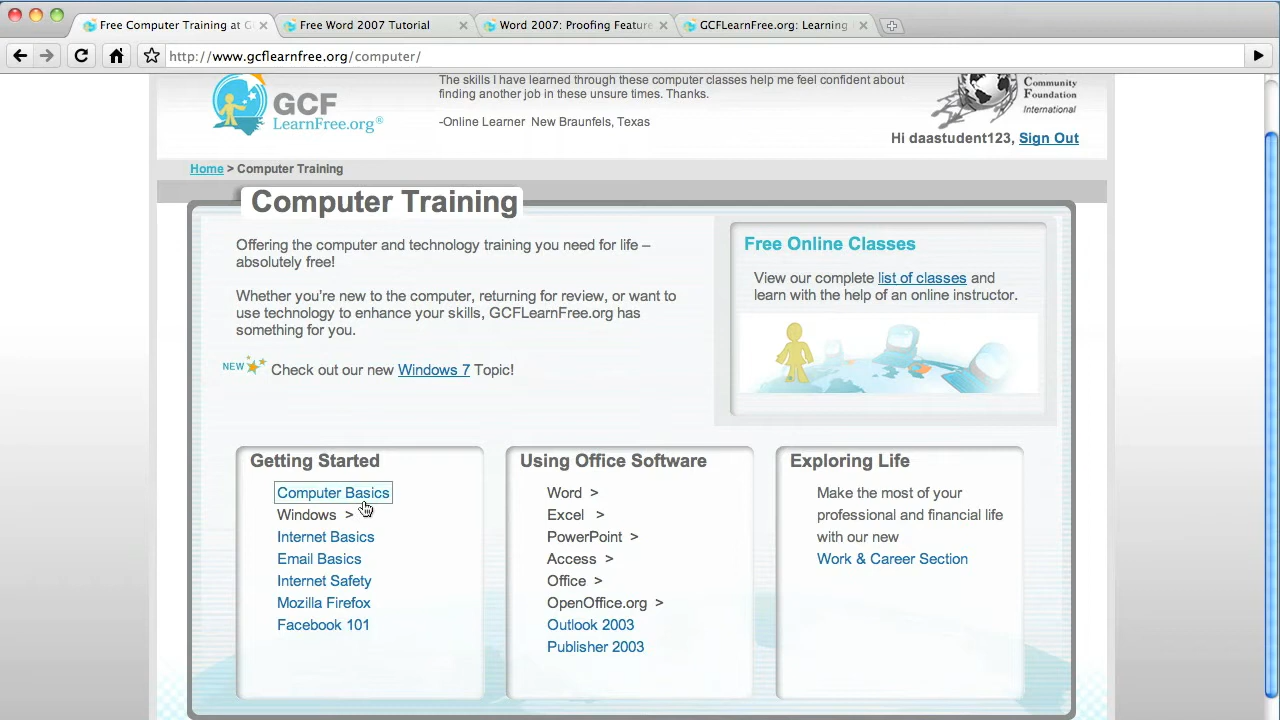 Free Computer Training at G
Free Word 2007 Tutorial
Word 2007: Proofing Feature
GCFLearnFree.org: Learning
http://www.gcflearnfree.org/computer/
The skills I have learned through these computer classes help me feel confident about
finding another job in these unsure times. Thanks.
-Online Learner New Braunfels, Texas
GCF
LearnFree.org®
Community
Foundation
International
Hi daastudent123, Sign Out
Home > Computer Training
Computer Training
Offering the computer and technology training you need for life –
absolutely free!
Whether you're new to the computer, returning for review, or want to
use technology to enhance your skills, GCFLearnFree.org has
something for you.
NEW Check out our new Windows 7 Topic!
Free Online Classes
View our complete list of classes and
learn with the help of an online instructor.
Getting Started
Computer Basics
Windows >
Internet Basics
Email Basics
Internet Safety
Mozilla Firefox
Facebook 101
Using Office Software
Word >
Excel >
PowerPoint >
Access >
Office >
OpenOffice.org >
Outlook 2003
Publisher 2003
Exploring Life
Make the most of your
professional and financial life
with our new
Work & Career Section